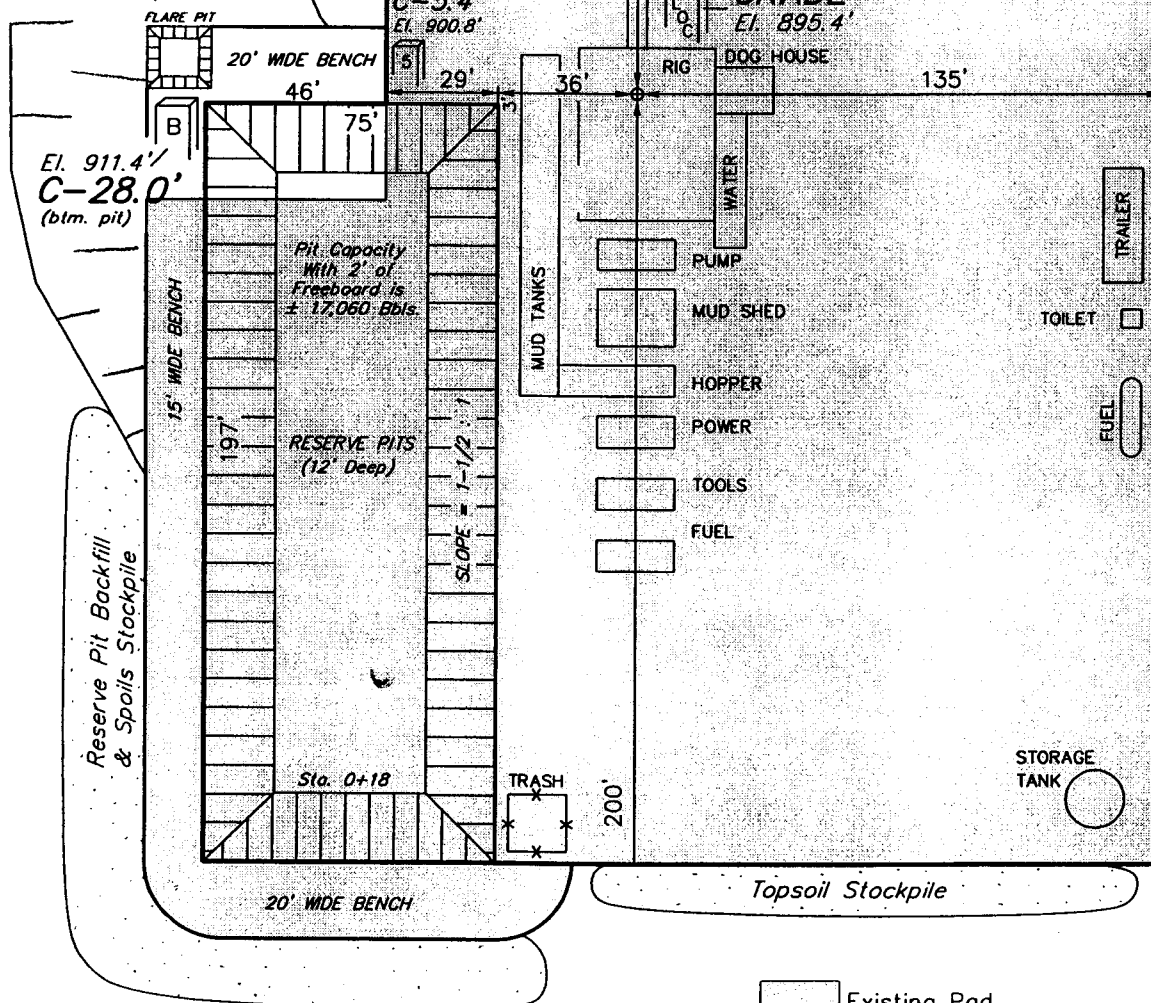 C-5.4'
El. 900.8'
El. 895.4'
L
O
C
FLARE PIT
20' WIDE BENCH
5
46'
29'
3'
36'
RIG
DOG HOUSE
135'
B
75'
El. 911.4'
C-28.0'
(btm. pit)
WATER
TRAILER
Pit Capacity
With 2' of
Freeboard is
± 17,060 Bbls.
15' WIDE BENCH
MUD TANKS
PUMP
MUD SHED
TOILET
HOPPER
FUEL
POWER
197'
RESERVE PITS
(12' Deep)
SLOPE = 1-1/2 : 1
TOOLS
FUEL
Reserve Pit Backfill
& Spoils Stockpile
Sta. 0+18
TRASH
200'
STORAGE
TANK
20' WIDE BENCH
Topsoil Stockpile
Existing Pad